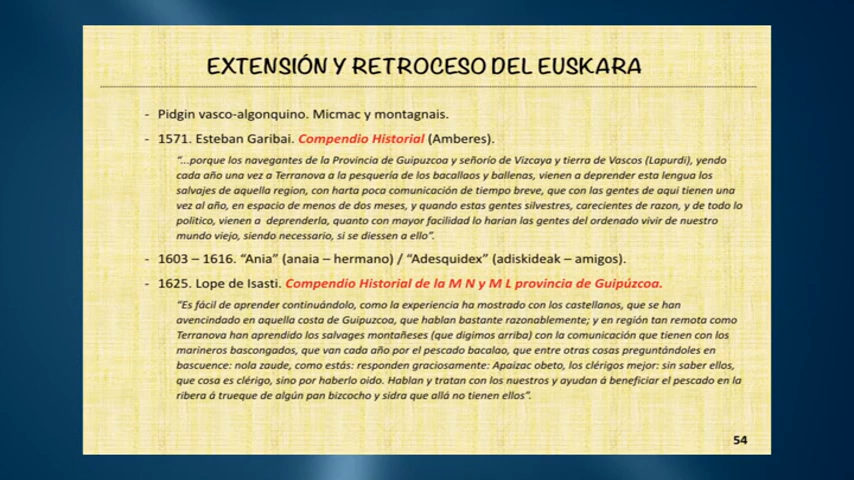 EXTENSIÓN Y RETROCESO DEL EUSKARA
- Pidgin vasco-algonquino. Micmac y montagnais.
- 1571. Esteban Garibai. Compendio Historial (Amberes).
"...porque los navegantes de la Provincia de Guipuzcoa y señorío de Vizcaya y tierra de Vascos (Lapurdi), yendo
cada año una vez a Terranova a la pesquería de los bacallaos y ballenas, vienen a deprender esta lengua los
salvajes de aquella region, con harta poca comunicación de tiempo breve, que con las gentes de aqui tienen una
vez al año, en espacio de menos de dos meses, y quando estas gentes silvestres, carecientes de razon, y de todo lo
politico, vienen a deprenderla, quanto con mayor facilidad lo harian las gentes del ordenado vivir de nuestro
mundo viejo, siendo necessario, si se diessen a ello".
- 1603 – 1616. "Ania" (anaia – hermano) / "Adesquidex" (adiskideak – amigos).
- 1625. Lope de Isasti. Compendio Historial de la M N y M L provincia de Guipúzcoa.
"Es fácil de aprender continuándolo, como la experiencia ha mostrado con los castellanos, que se han
avencindado en aquella costa de Guipuzcoa, que hablan bastante razonablemente; y en región tan remota como
Terranova han aprendido los salvages montañeses (que digimos arriba) con la comunicación que tienen con los
marineros bascongados, que van cada año por el pescado bacalao, que entre otras cosas preguntándoles en
bascuence: nola zaude, como estás: responden graciosamente: Apaizac obeto, los clérigos mejor: sin saber ellos,
que cosa es clérigo, sino por haberlo oido. Hablan y tratan con los nuestros y ayudan á beneficiar el pescado en la
ribera á trueque de algún pan bizcocho y sidra que allá no tienen ellos".
54